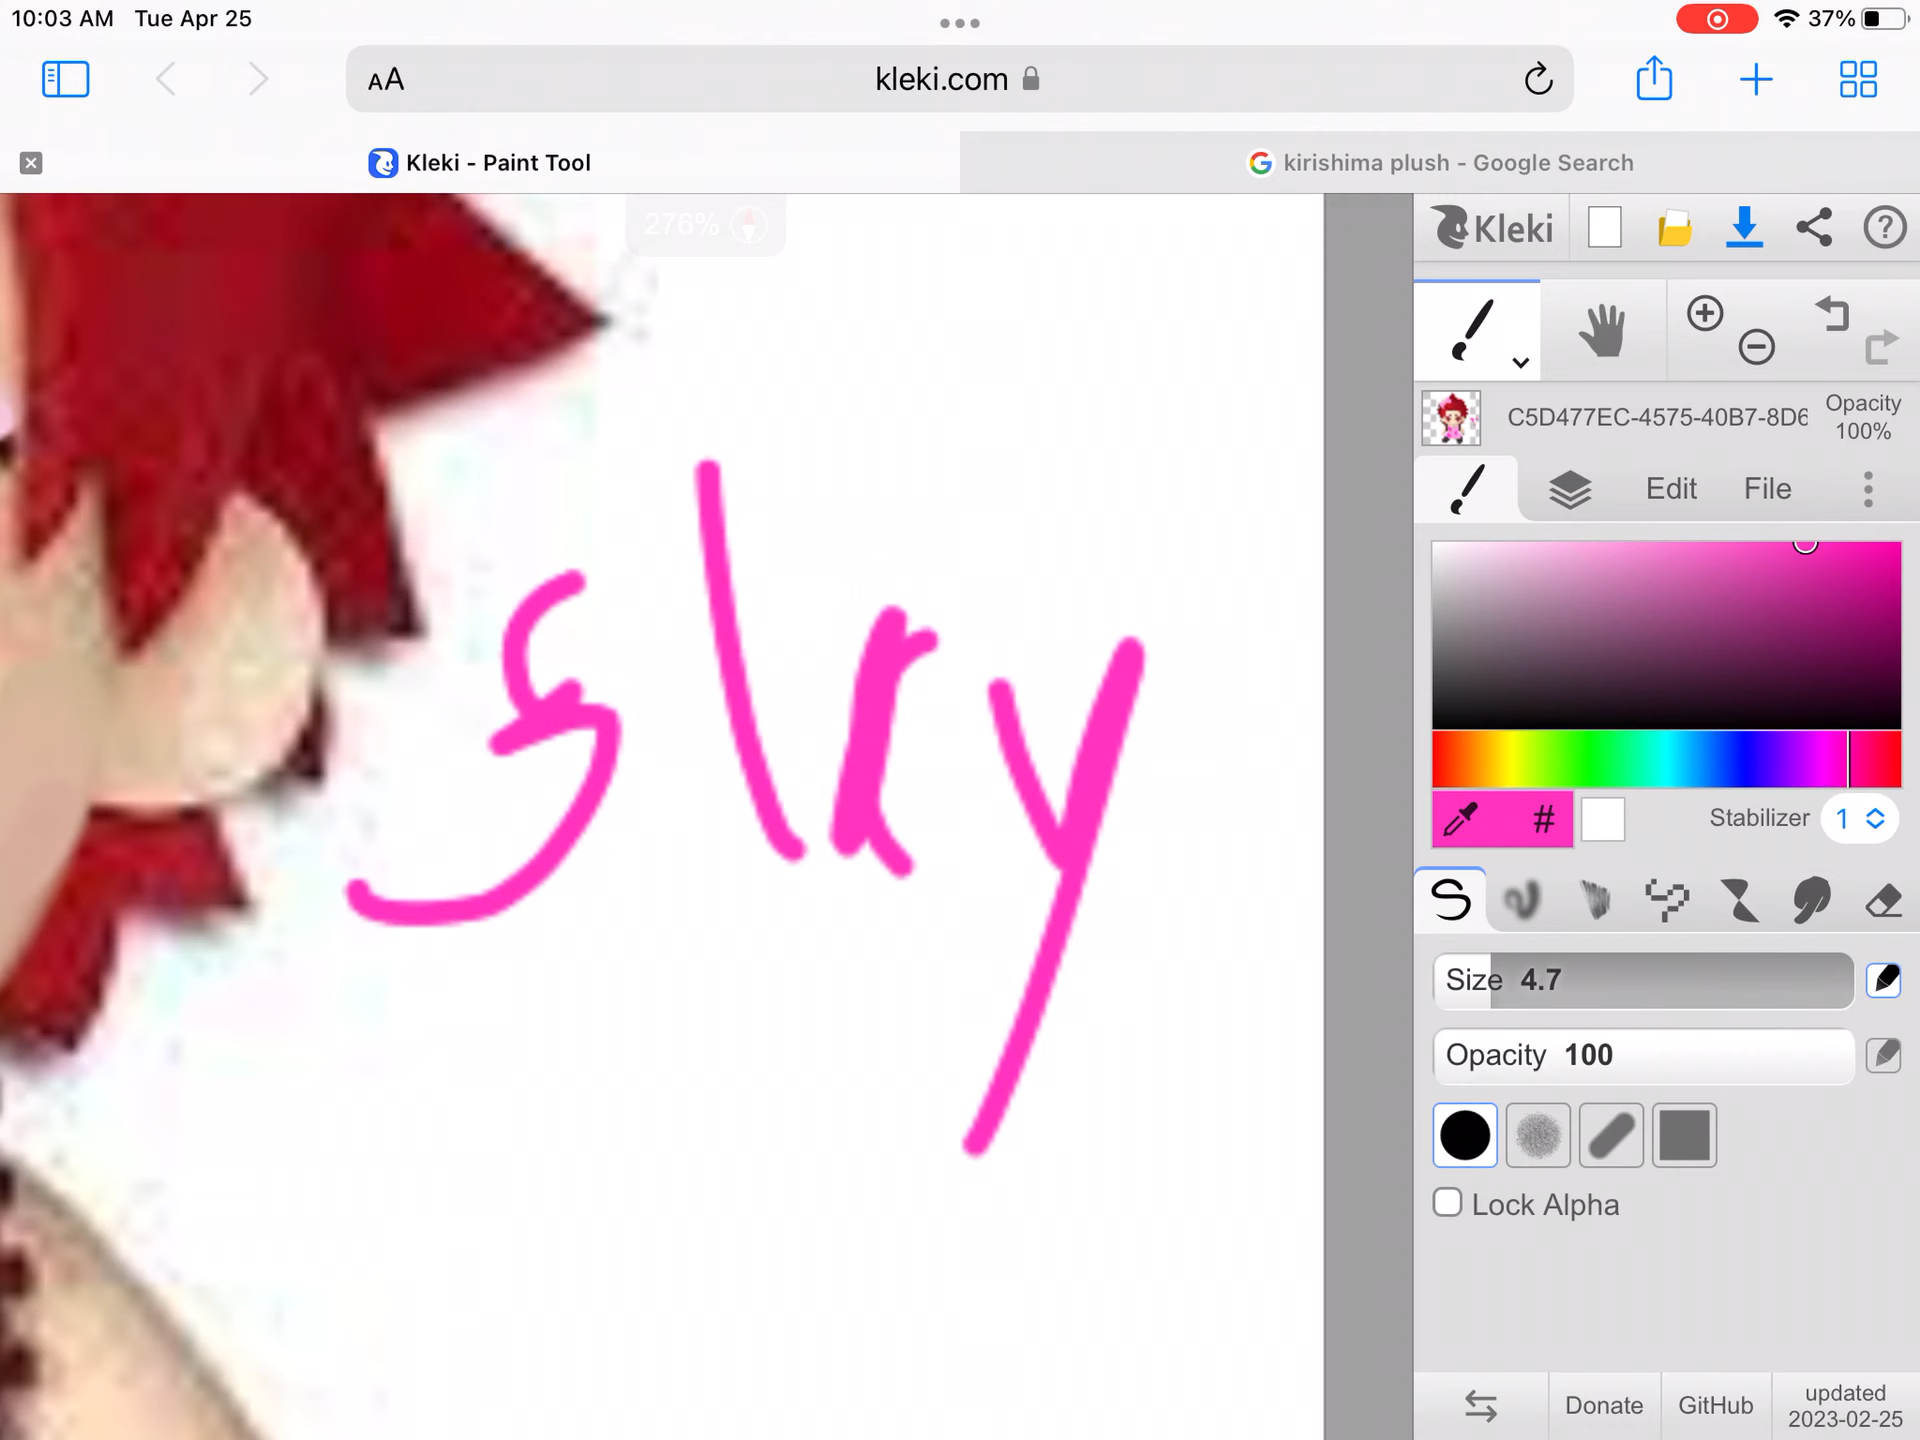 10:03 AM Tue Apr 25
37%
AA
kleki.com
Kleki - Paint Tool
kirishima plush - Google Search
276%
Kleki
?
C5D477EC-4575-40B7-8D6
Opacity
100%
Edit File
slay
#
Stabilizer 1
Size 4.7
Opacity 100
Lock Alpha
Donate
GitHub
updated
2023-02-25